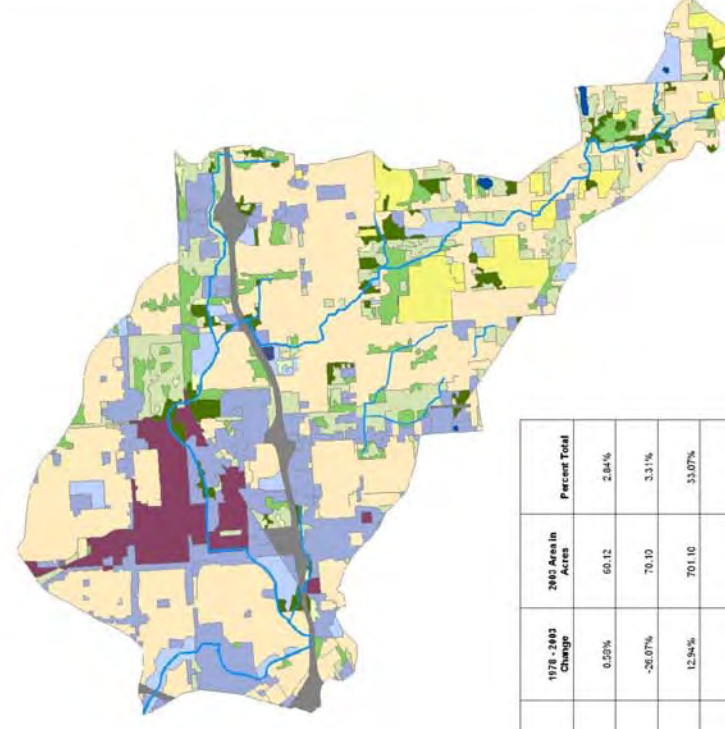 Percent Total
2.84%
3.31%
33.07%
2003 Area in
Acres
60.12
70.10
701.10
1978 - 2003
Change
0.58%
-26.07%
12.94%